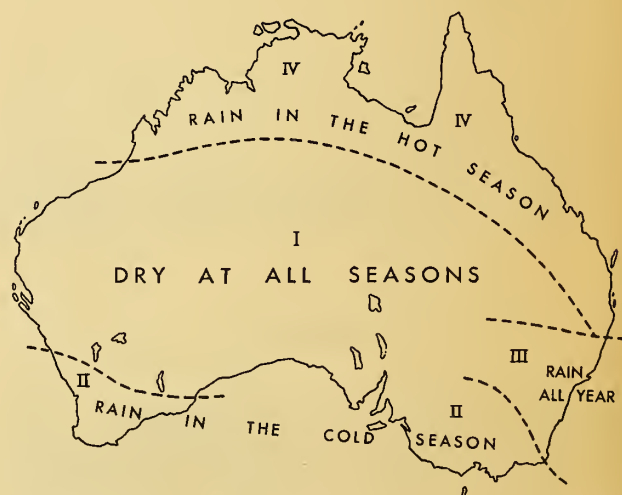 IV
IV
RAIN IN THE HOT SEASON
I
DRY AT ALL SEASONS
III
RAIN
ALL YEAR
II
II
RAIN IN THE COLD SEASON